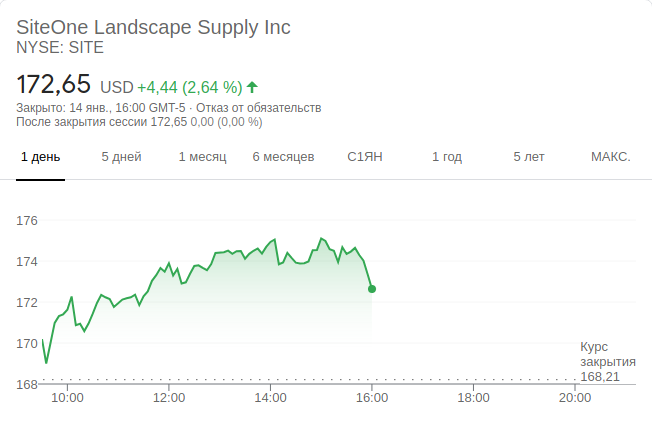 SiteOne Landscape Supply Inc
NYSE: SITE
172,65 USD +4,44 (2,64 %)
Закрыто: 14 янв., 16:00 GMT-5 · Отказ от обязательств
После закрытия сессии 172,65 0,00 (0,00 %)
1 день 5 дней 1 месяц 6 месяцев С1ЯН 1 год 5 лет МАКС.
176
174
172
170
Курс
закрытия
168,21
168
10:00 12:00 14:00 16:00 18:00 20:00